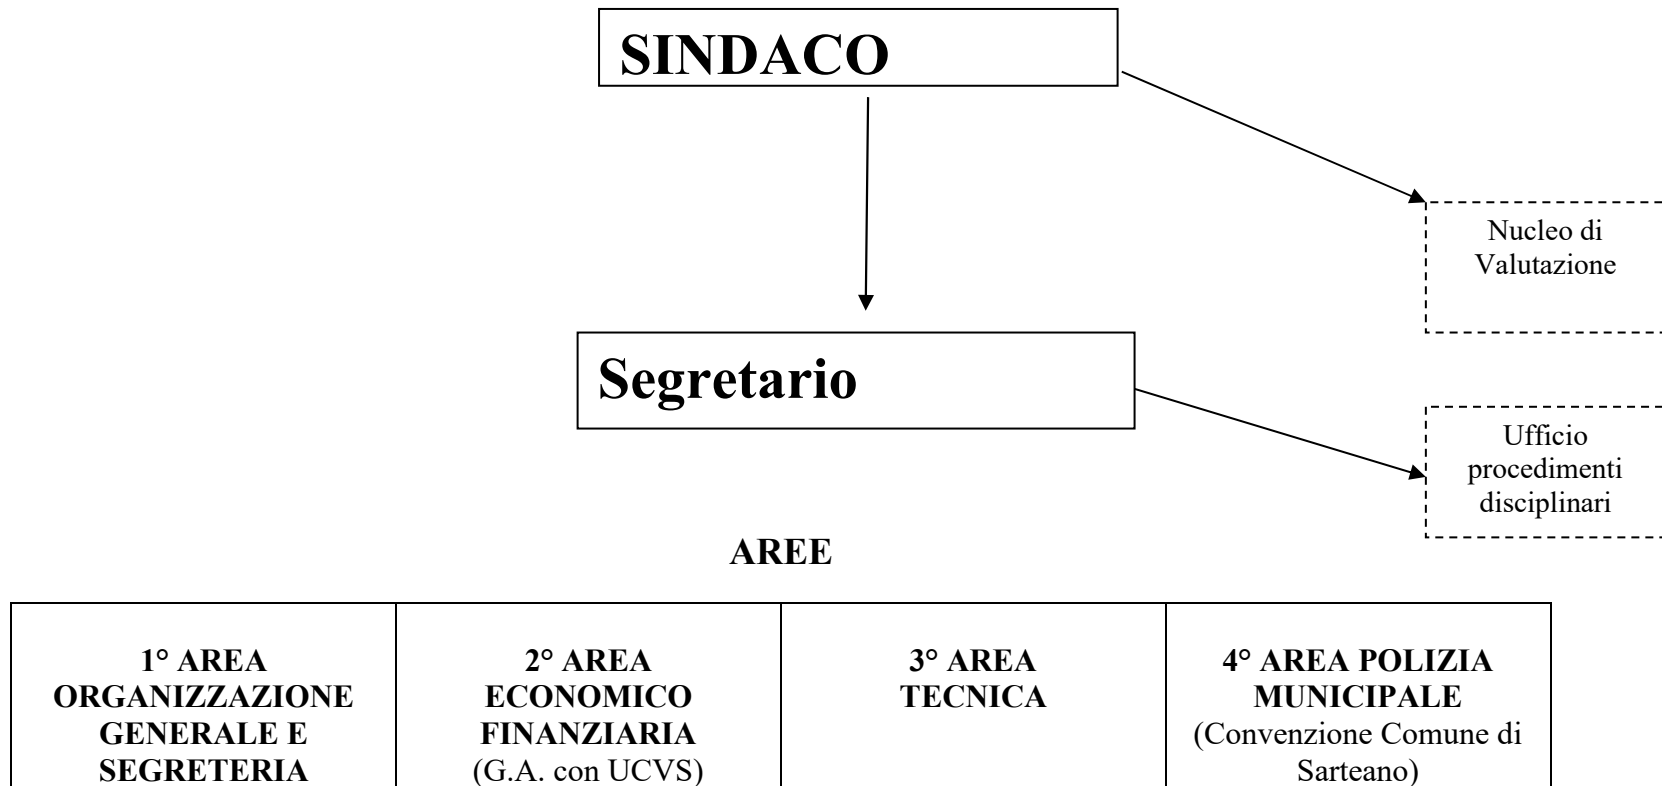 SINDACO
Nucleo di
Valutazione
Segretario
Ufficio
procedimenti
disciplinari
AREE
1° AREA
ORGANIZZAZIONE
GENERALE E
SEGRETERIA
2° AREA
ECONOMICO
FINANZIARIA
(G.A. con UCVS)
3° AREA
TECNICA
4° AREA POLIZIA
MUNICIPALE
(Convenzione Comune di
Sarteano)